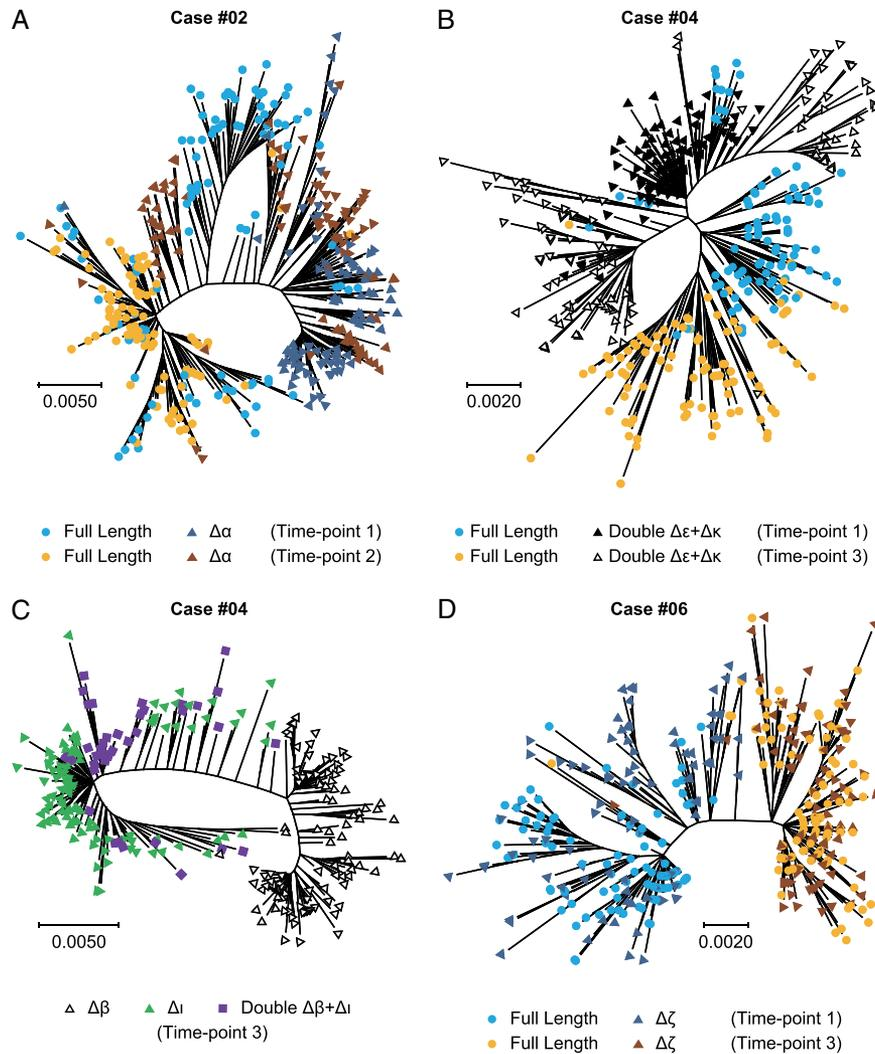 A
Case #02
0.0050
Full Length Δα (Time-point 1)
Full Length Δα (Time-point 2)
B
Case #04
0.0020
Full Length Double Δε+Δκ (Time-point 1)
Full Length Double Δε+Δκ (Time-point 3)
C
Case #04
0.0050
Δβ Δι Double Δβ+Δι
(Time-point 3)
D
Case #06
0.0020
Full Length Δζ (Time-point 1)
Full Length Δζ (Time-point 3)